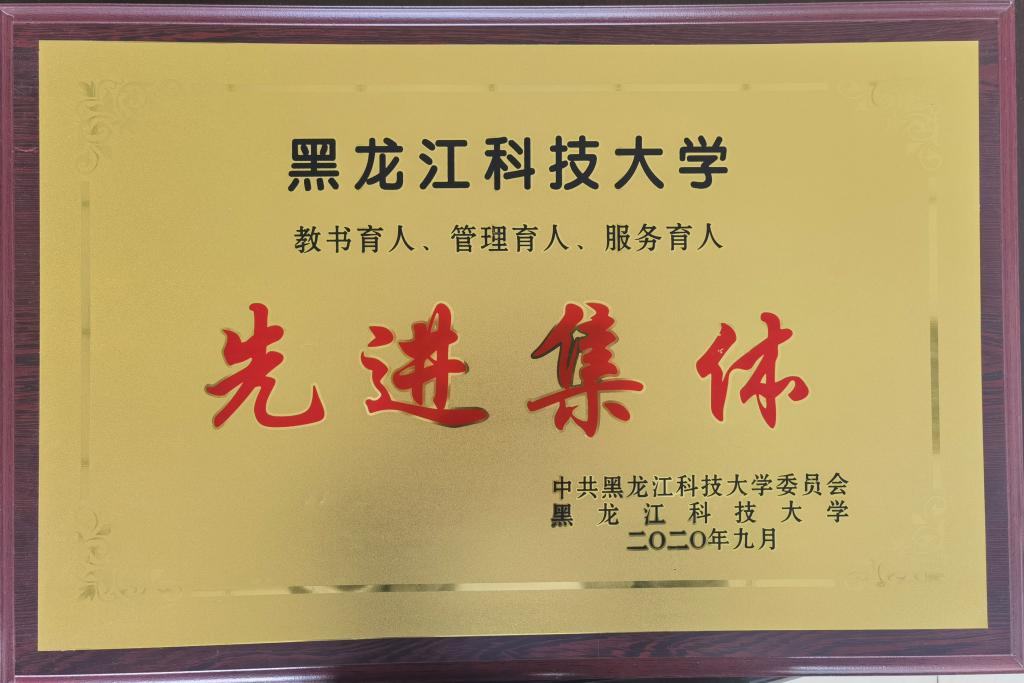 黑龙江科技大学
教书育人、管理育人、服务育人
先进集体
中共黑龙江科技大学委员会
黑龙江科技大学
二〇二〇年九月